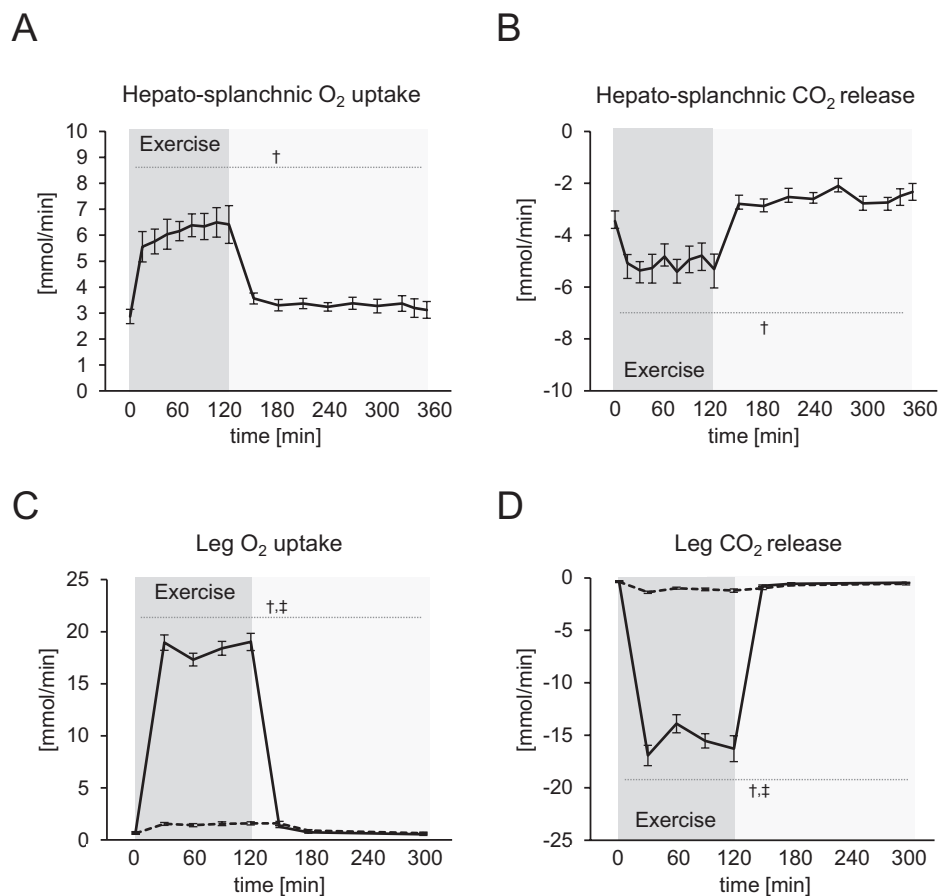 A
Hepato-splanchnic O₂ uptake
[mmol/min]
10
9
8
7
6
5
4
3
2
1
0
Exercise
†
0 60 120 180 240 300 360
time [min]
B
Hepato-splanchnic CO₂ release
[mmol/min]
0
-2
-4
-6
-8
-10
†
Exercise
0 60 120 180 240 300 360
time [min]
C
Leg O₂ uptake
[mmol/min]
25
20
15
10
5
0
Exercise
†,‡
0 60 120 180 240 300
time [min]
D
Leg CO₂ release
[mmol/min]
0
-5
-10
-15
-20
-25
†,‡
Exercise
0 60 120 180 240 300
time [min]